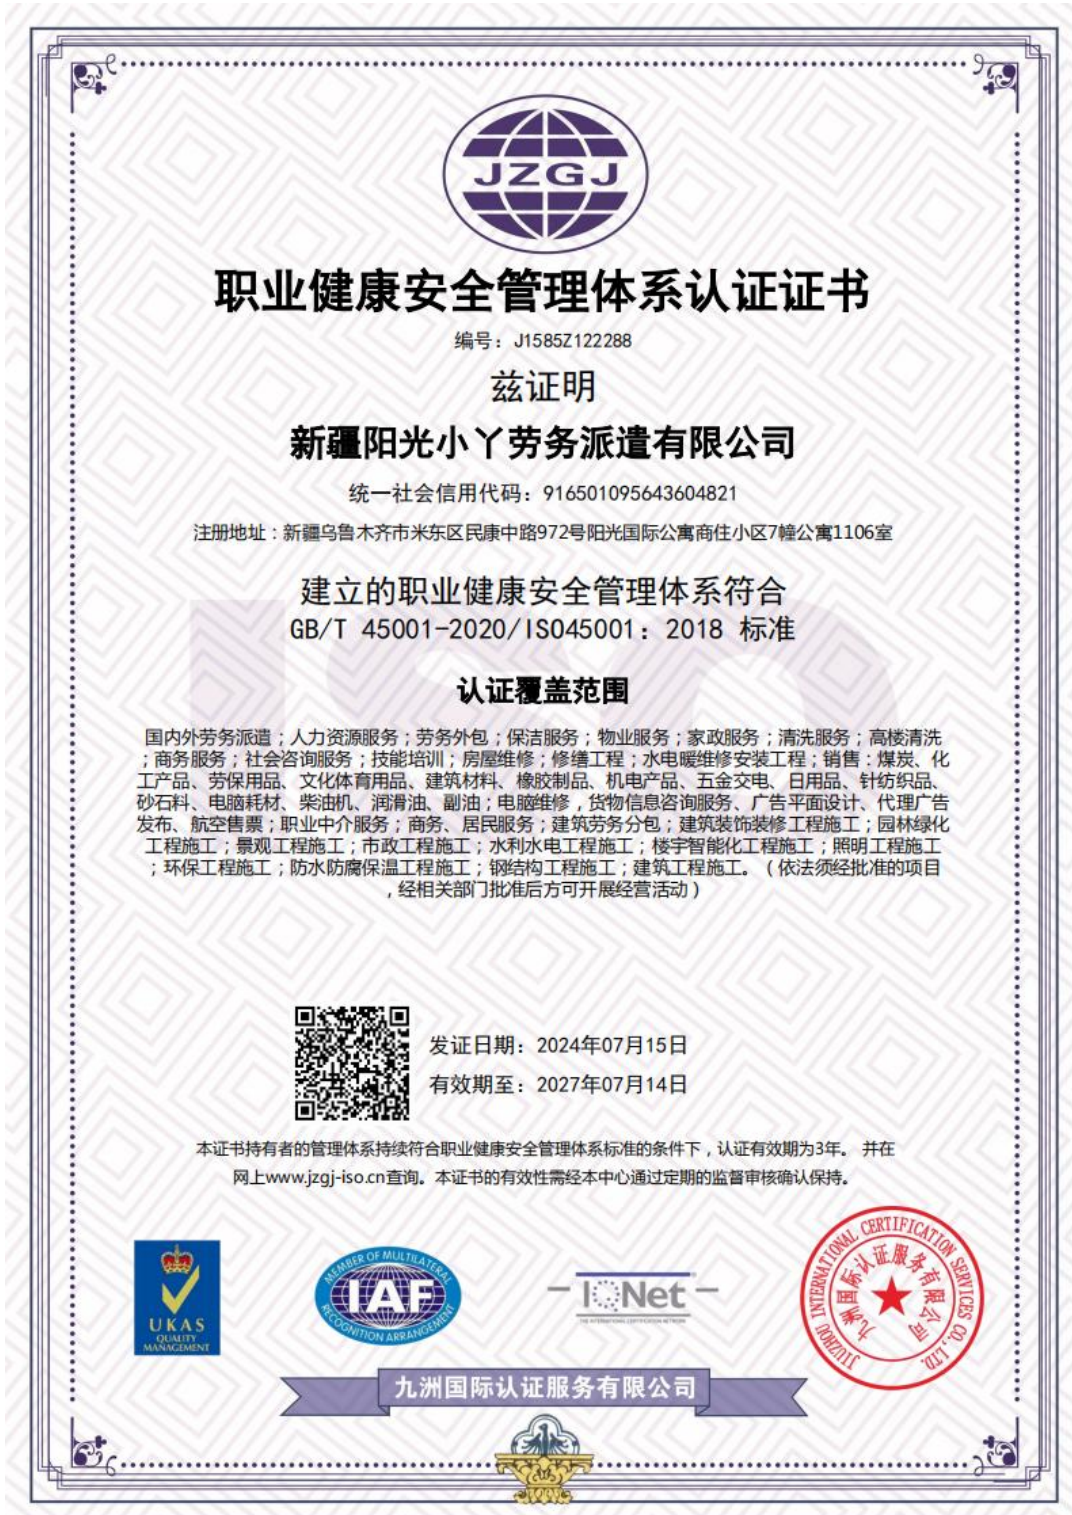 JZGJ
职业健康安全管理体系认证证书
编号：J1585Z122288
兹证明
新疆阳光小丫劳务派遣有限公司
统一社会信用代码：916501095643604821
注册地址：新疆乌鲁木齐市米东区民康中路972号阳光国际公寓商住小区7幢公寓1106室
建立的职业健康安全管理体系符合
GB/T 45001-2020/ISO45001：2018 标准
ISO
认证覆盖范围
国内外劳务派遣；人力资源服务；劳务外包；保洁服务；物业服务；家政服务；清洗服务；高楼清洗
；商务服务；社会咨询服务；技能培训；房屋维修；修缮工程；水电暖维修安装工程；销售：煤炭、化
工产品、劳保用品、文化体育用品、建筑材料、橡胶制品、机电产品、五金交电、日用品、针纺织品、
砂石料、电脑耗材、柴油机、润滑油、副油；电脑维修，货物信息咨询服务、广告平面设计、代理广告
发布、航空售票；职业中介服务；商务、居民服务；建筑劳务分包；建筑装饰装修工程施工；园林绿化
工程施工；景观工程施工；市政工程施工；水利水电工程施工；楼宇智能化工程施工；照明工程施工
；环保工程施工；防水防腐保温工程施工；钢结构工程施工；建筑工程施工。（依法须经批准的项目
，经相关部门批准后方可开展经营活动）
发证日期：2024年07月15日
有效期至：2027年07月14日
本证书持有者的管理体系持续符合职业健康安全管理体系标准的条件下，认证有效期为3年。 并在
网上www.jzgj-iso.cn查询。本证书的有效性需经本中心通过定期的监督审核确认保持。
UKAS
QUALITY
MANAGEMENT
MEMBER OF MULTILATERAL
IAF
RECOGNITION ARRANGEMENT
IQNet
THE INTERNATIONAL CERTIFICATION NETWORK
JIUZHOU INTERNATIONAL CERTIFICATION SERVICES CO., LTD.
九洲国际认证服务有限公司
九洲国际认证服务有限公司